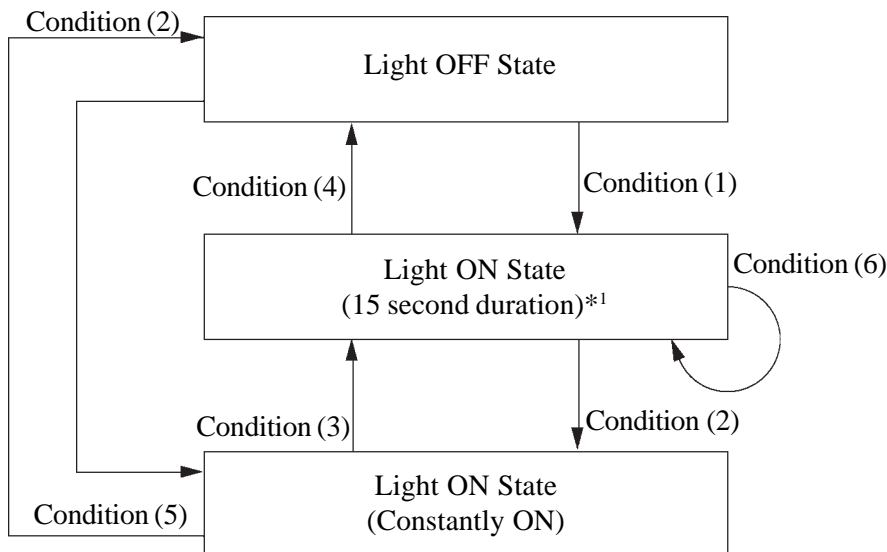 Condition (2)
Light OFF State
Condition (4)
Condition (1)
Light ON State
(15 second duration)*1
Condition (6)
Condition (3)
Condition (2)
Light ON State
(Constantly ON)
Condition (5)